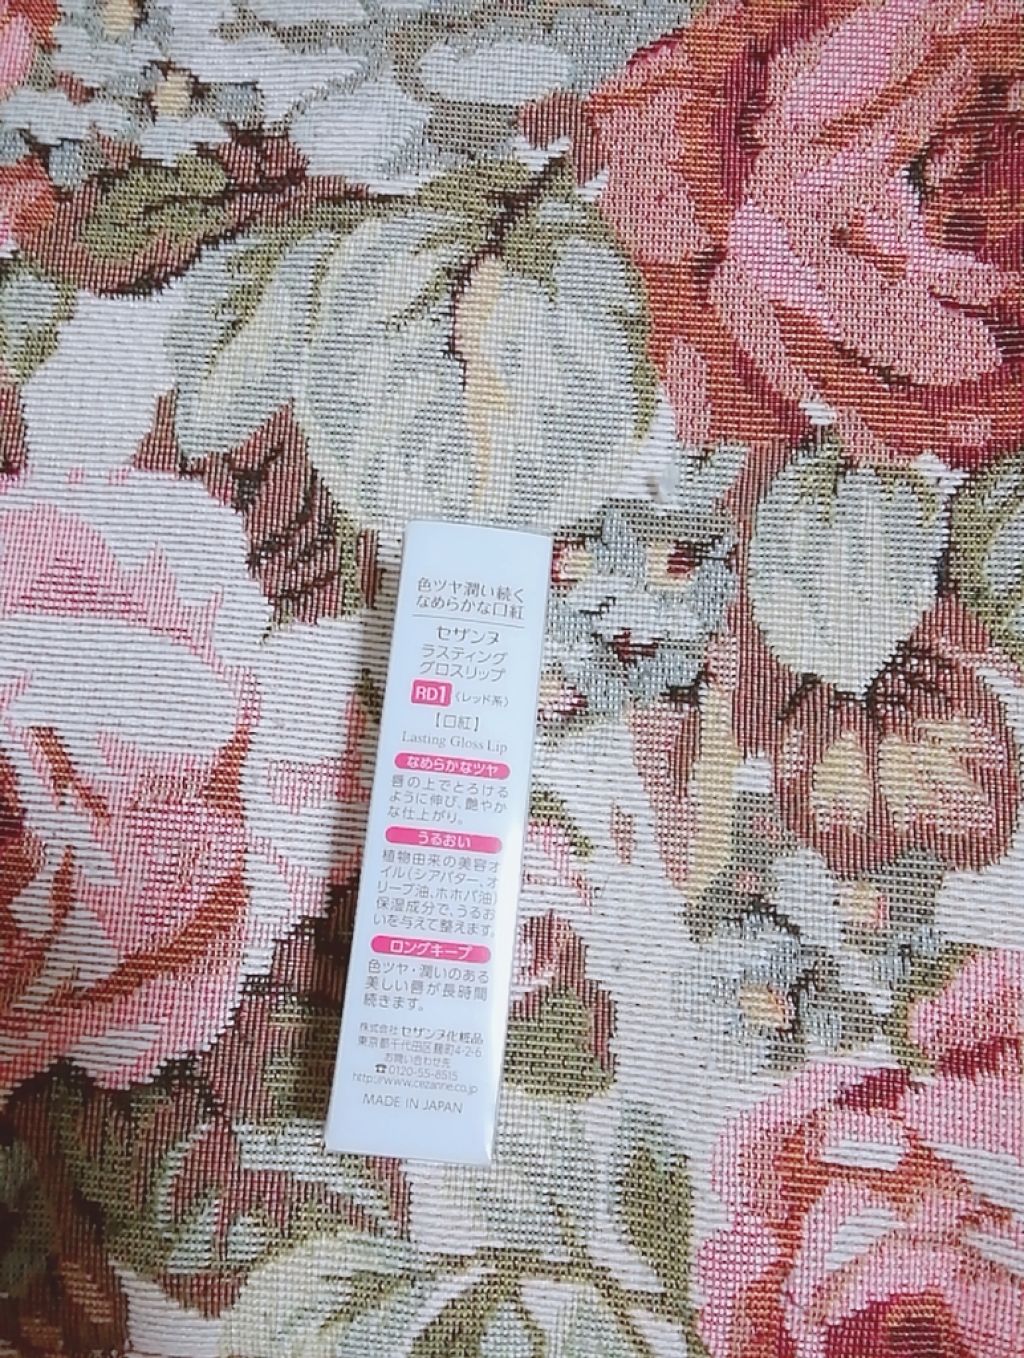 色ツヤ潤い続く
なめらかな口紅
セザンヌ
ラスティング
グロスリップ
RD1 〈レッド系〉
【口紅】
Lasting Gloss Lip
なめらかなツヤ
唇の上でとろける
ように伸び、艶やか
な仕上がり。
うるおい
植物由来の美容オ
イル(シアバター、オ
リーブ油、ホホバ油)
保湿成分で、うるお
いを与えて整えます。
ロングキープ
色ツヤ・潤いのある
美しい唇が長時間
続きます。
株式会社 セザンヌ化粧品
東京都千代田区麹町4-2-6
お問い合わせ先
☎0120-55-8515
http://www.cezanne.co.jp
MADE IN JAPAN